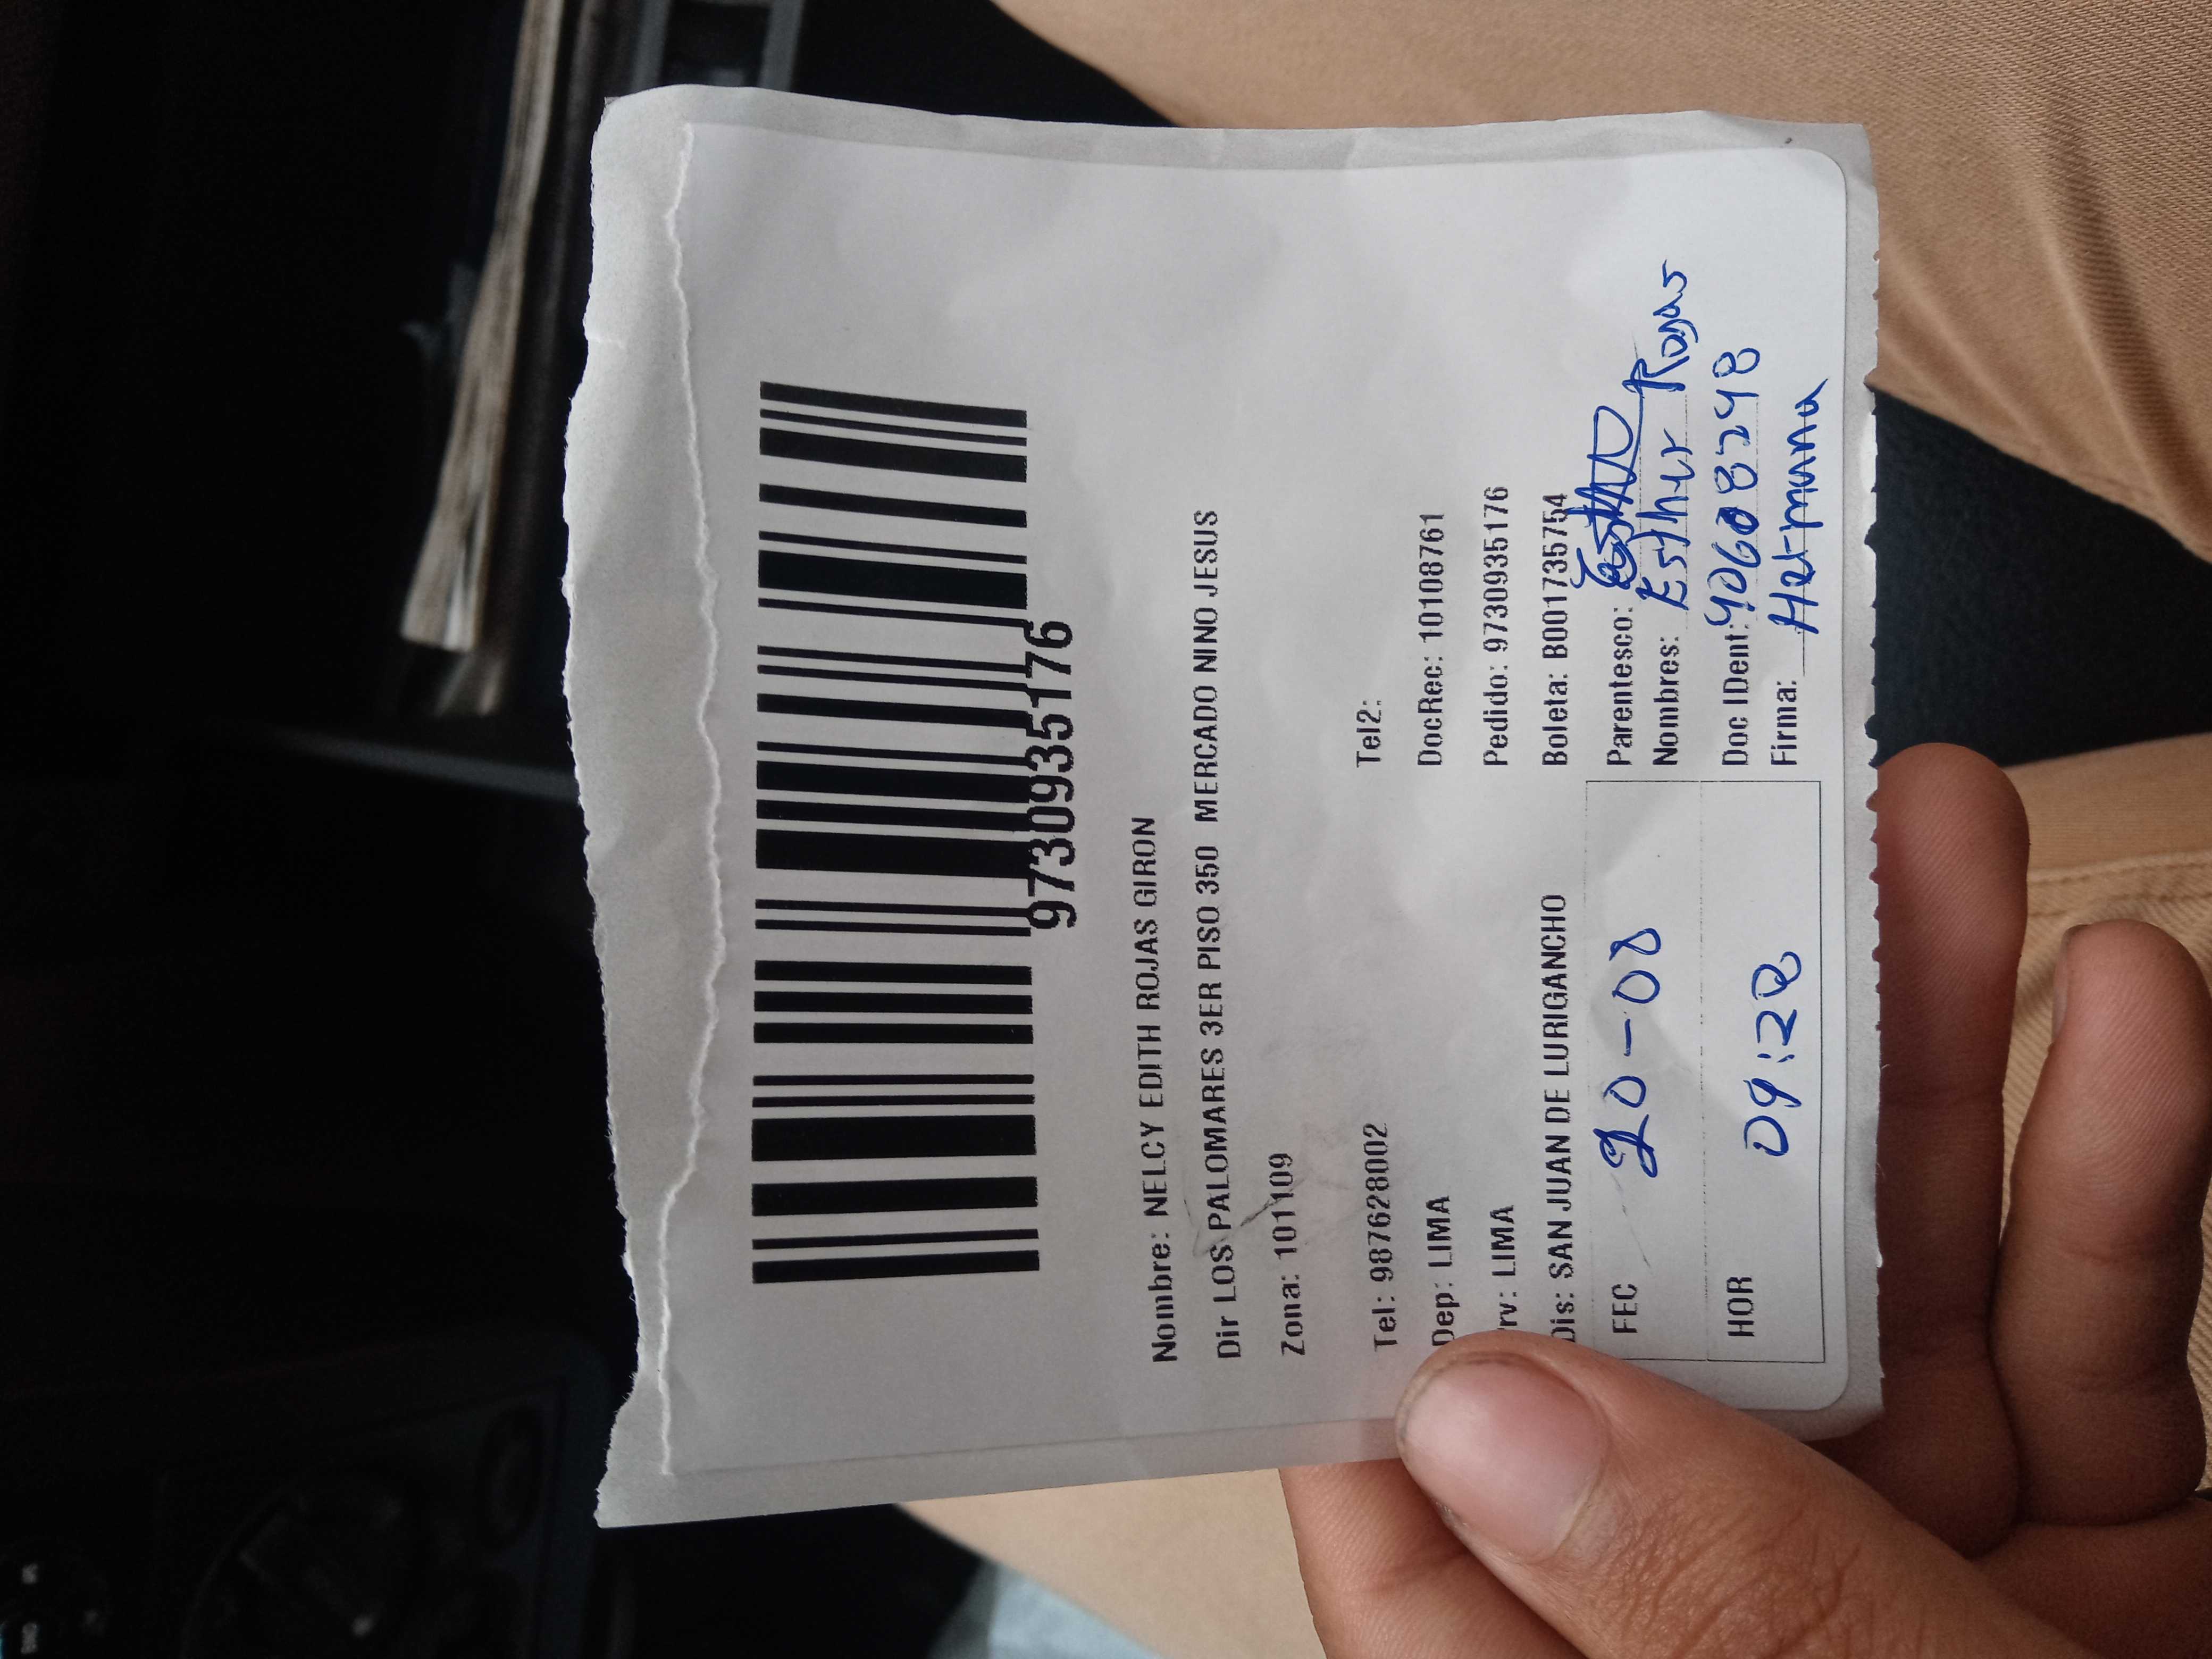 9730935176
Nombre: NELCY EDITH ROJAS GIRON
Dir LOS PALOMARES 3ER PISO 350 MERCADO NINO JESUS
Zona: 101109
Tel: 987628002 Tel2:
Dep: LIMA DocRec: 10108761
rv: LIMA Pedido: 9730935176
Dis: SAN JUAN DE LURIGANCHO Boleta: B001735754
FEC 20-08 Parentesco:
Nombres: Esther Rojas
HOR 09:28 Doc IDent: 40608248
Firma: Hermana